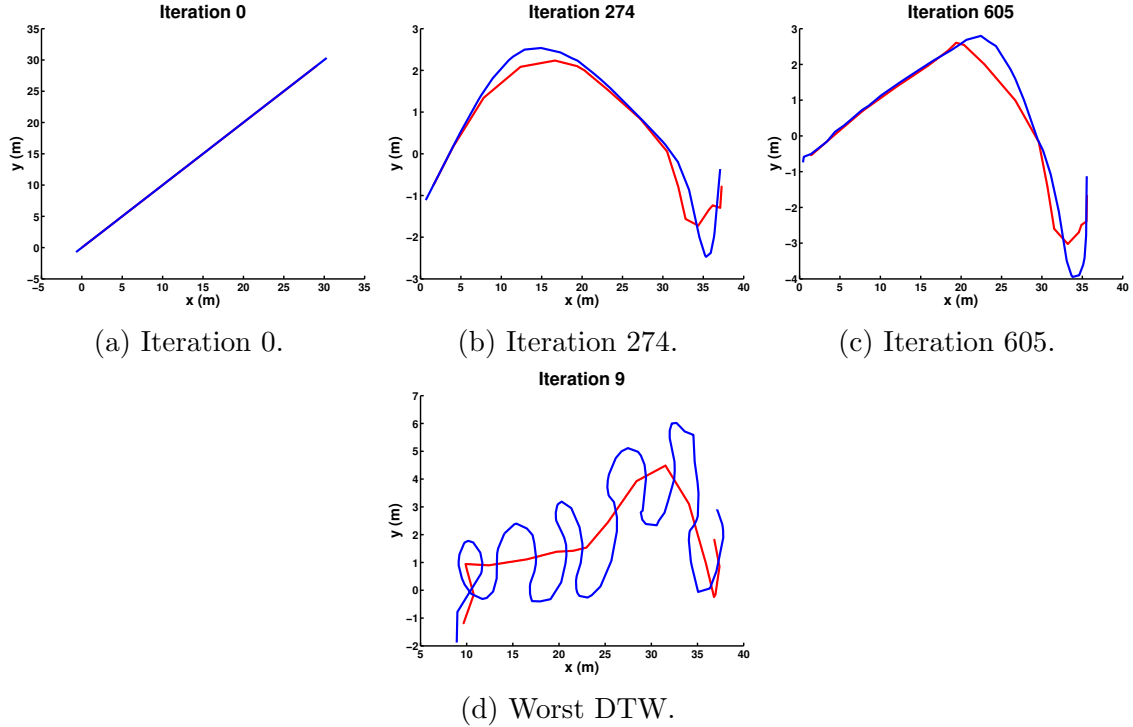 Iteration 0
35
30
25
20
15
10
5
0
−5
−5 0 5 10 15 20 25 30 35
y (m)
x (m)
(a) Iteration 0.
Iteration 274
3
2
1
0
−1
−2
−3
0 5 10 15 20 25 30 35 40
y (m)
x (m)
(b) Iteration 274.
Iteration 605
3
2
1
0
−1
−2
−3
−4
0 5 10 15 20 25 30 35 40
y (m)
x (m)
(c) Iteration 605.
Iteration 9
7
6
5
4
3
2
1
0
−1
−2
5 10 15 20 25 30 35 40
y (m)
x (m)
(d) Worst DTW.